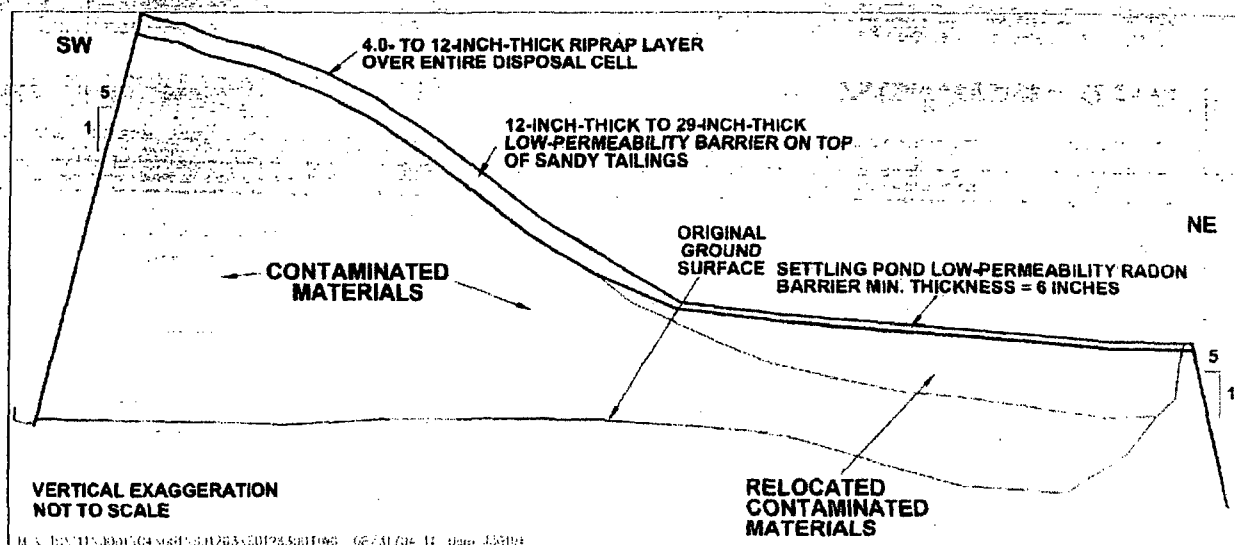 SW
4.0- TO 12-INCH-THICK RIPRAP LAYER
OVER ENTIRE DISPOSAL CELL
5
1
12-INCH-THICK TO 29-INCH-THICK
LOW-PERMEABILITY BARRIER ON TOP
OF SANDY TAILINGS
NE
ORIGINAL
GROUND
SURFACE
SETTLING POND LOW-PERMEABILITY RADON
BARRIER MIN. THICKNESS = 6 INCHES
CONTAMINATED
MATERIALS
5
1
RELOCATED
CONTAMINATED
MATERIALS
VERTICAL EXAGGERATION
NOT TO SCALE